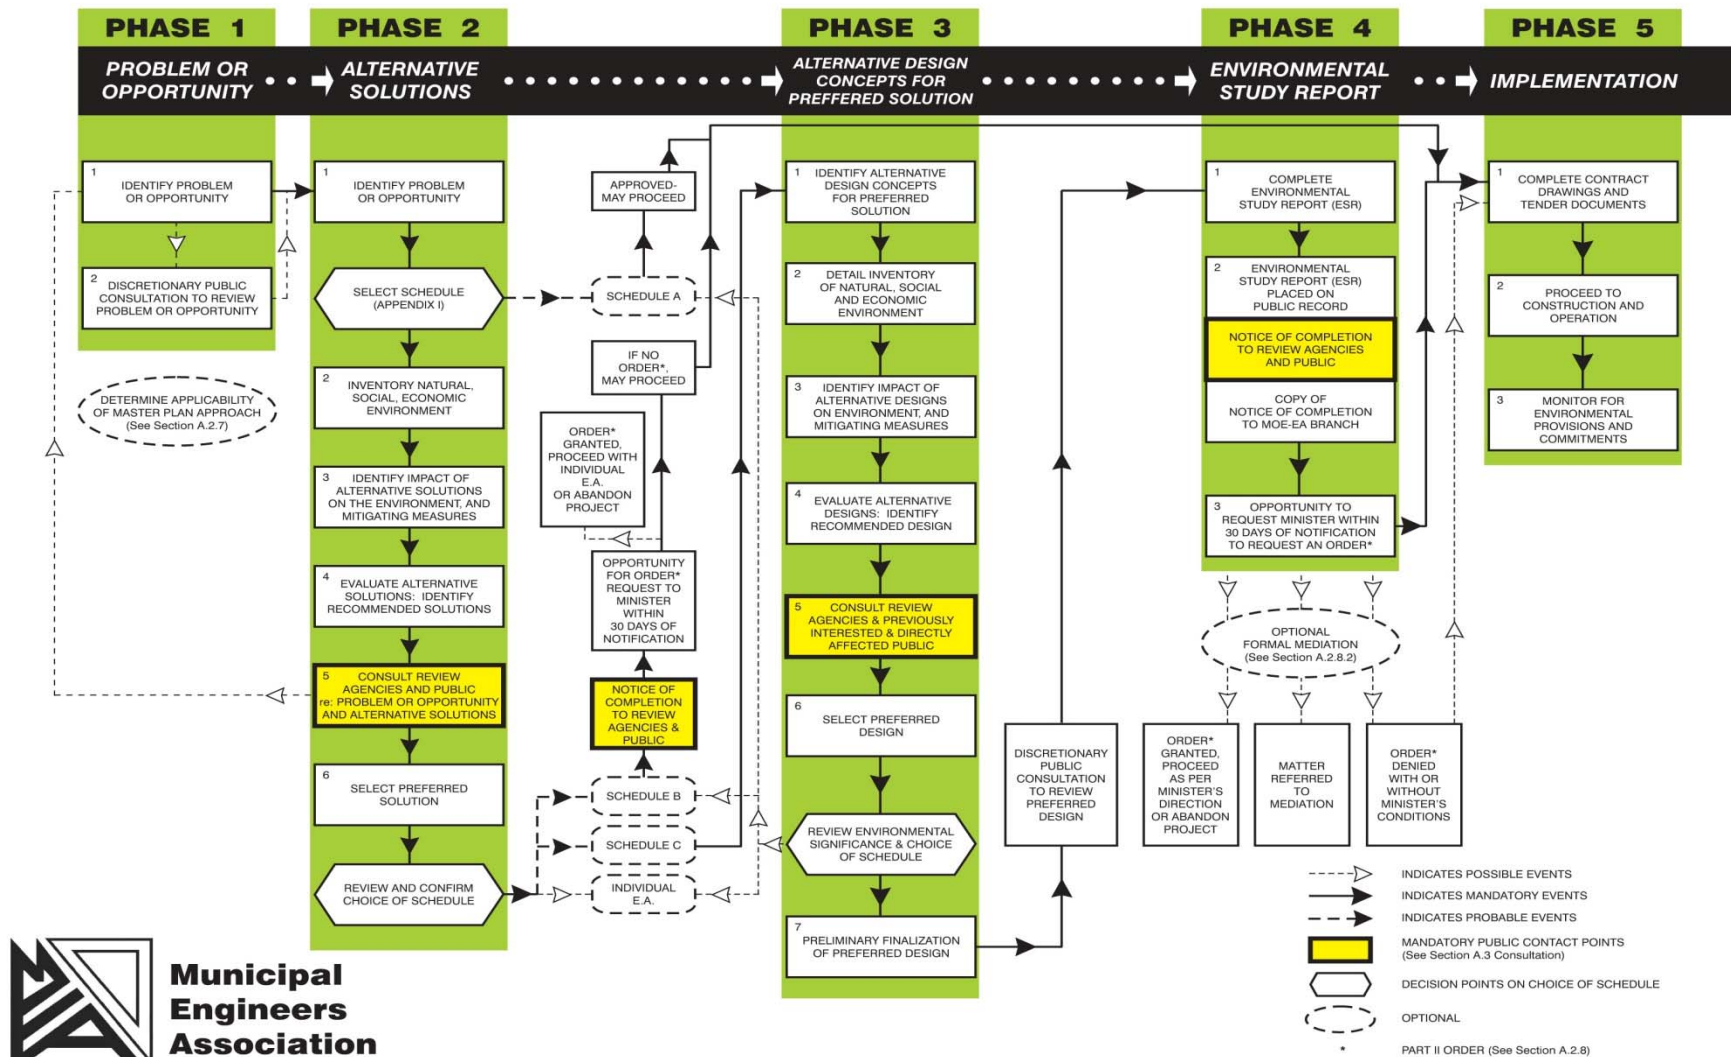 PHASE 1
PHASE 2
PHASE 3
PHASE 4
PHASE 5
PROBLEM OR
OPPORTUNITY
ALTERNATIVE
SOLUTIONS
ALTERNATIVE DESIGN
CONCEPTS FOR
PREFFERED SOLUTION
ENVIRONMENTAL
STUDY REPORT
IMPLEMENTATION
1
IDENTIFY PROBLEM
OR OPPORTUNITY
2
DISCRETIONARY PUBLIC
CONSULTATION TO REVIEW
PROBLEM OR OPPORTUNITY
DETERMINE APPLICABILITY
OF MASTER PLAN APPROACH
(See Section A.2.7)
1
IDENTIFY PROBLEM
OR OPPORTUNITY
SELECT SCHEDULE
(APPENDIX I)
2
INVENTORY NATURAL,
SOCIAL, ECONOMIC
ENVIRONMENT
3
IDENTIFY IMPACT OF
ALTERNATIVE SOLUTIONS
ON THE ENVIRONMENT, AND
MITIGATING MEASURES
4
EVALUATE ALTERNATIVE
SOLUTIONS: IDENTIFY
RECOMMENDED SOLUTIONS
5
CONSULT REVIEW
AGENCIES AND PUBLIC
re: PROBLEM OR OPPORTUNITY
AND ALTERNATIVE SOLUTIONS
6
SELECT PREFERRED
SOLUTION
REVIEW AND CONFIRM
CHOICE OF SCHEDULE
APPROVED-
MAY PROCEED
SCHEDULE A
IF NO
ORDER*,
MAY PROCEED
ORDER*
GRANTED,
PROCEED WITH
INDIVIDUAL
E.A.
OR ABANDON
PROJECT
OPPORTUNITY
FOR ORDER*
REQUEST TO
MINISTER
WITHIN
30 DAYS OF
NOTIFICATION
NOTICE OF
COMPLETION
TO REVIEW
AGENCIES &
PUBLIC
SCHEDULE B
SCHEDULE C
INDIVIDUAL
E.A.
1
IDENTIFY ALTERNATIVE
DESIGN CONCEPTS
FOR PREFERRED
SOLUTION
2
DETAIL INVENTORY
OF NATURAL, SOCIAL
AND ECONOMIC
ENVIRONMENT
3
IDENTIFY IMPACT OF
ALTERNATIVE DESIGNS
ON ENVIRONMENT, AND
MITIGATING MEASURES
4
EVALUATE ALTERNATIVE
DESIGNS: IDENTIFY
RECOMMENDED DESIGN
5
CONSULT REVIEW
AGENCIES & PREVIOUSLY
INTERESTED & DIRECTLY
AFFECTED PUBLIC
6
SELECT PREFERRED
DESIGN
REVIEW ENVIRONMENTAL
SIGNIFICANCE & CHOICE
OF SCHEDULE
7
PRELIMINARY FINALIZATION
OF PREFERRED DESIGN
DISCRETIONARY
PUBLIC
CONSULTATION
TO REVIEW
PREFERRED
DESIGN
1
COMPLETE
ENVIRONMENTAL
STUDY REPORT (ESR)
2
ENVIRONMENTAL
STUDY REPORT (ESR)
PLACED ON
PUBLIC RECORD
NOTICE OF COMPLETION
TO REVIEW AGENCIES
AND PUBLIC
COPY OF
NOTICE OF COMPLETION
TO MOE-EA BRANCH
3
OPPORTUNITY TO
REQUEST MINISTER WITHIN
30 DAYS OF NOTIFICATION
TO REQUEST AN ORDER*
OPTIONAL
FORMAL MEDIATION
(See Section A.2.8.2)
ORDER*
GRANTED,
PROCEED
AS PER
MINISTER'S
DIRECTION
OR ABANDON
PROJECT
MATTER
REFERRED
TO
MEDIATION
ORDER*
DENIED
WITH OR
WITHOUT
MINISTER'S
CONDITIONS
1
COMPLETE CONTRACT
DRAWINGS AND
TENDER DOCUMENTS
2
PROCEED TO
CONSTRUCTION AND
OPERATION
3
MONITOR FOR
ENVIRONMENTAL
PROVISIONS AND
COMMITMENTS
INDICATES POSSIBLE EVENTS
INDICATES MANDATORY EVENTS
INDICATES PROBABLE EVENTS
MANDATORY PUBLIC CONTACT POINTS
(See Section A.3 Consultation)
DECISION POINTS ON CHOICE OF SCHEDULE
OPTIONAL
* PART II ORDER (See Section A.2.8)
Municipal
Engineers
Association